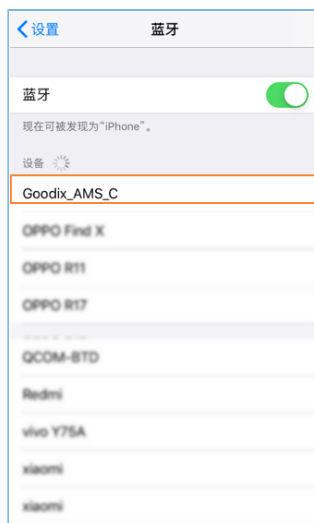 设置
蓝牙
蓝牙
现在可被发现为“iPhone”。
设备
Goodix_AMS_C
OPPO Find X
OPPO R11
OPPO R17
QCOM-BTD
Redmi
vivo Y75A
xiaomi
xiaomi